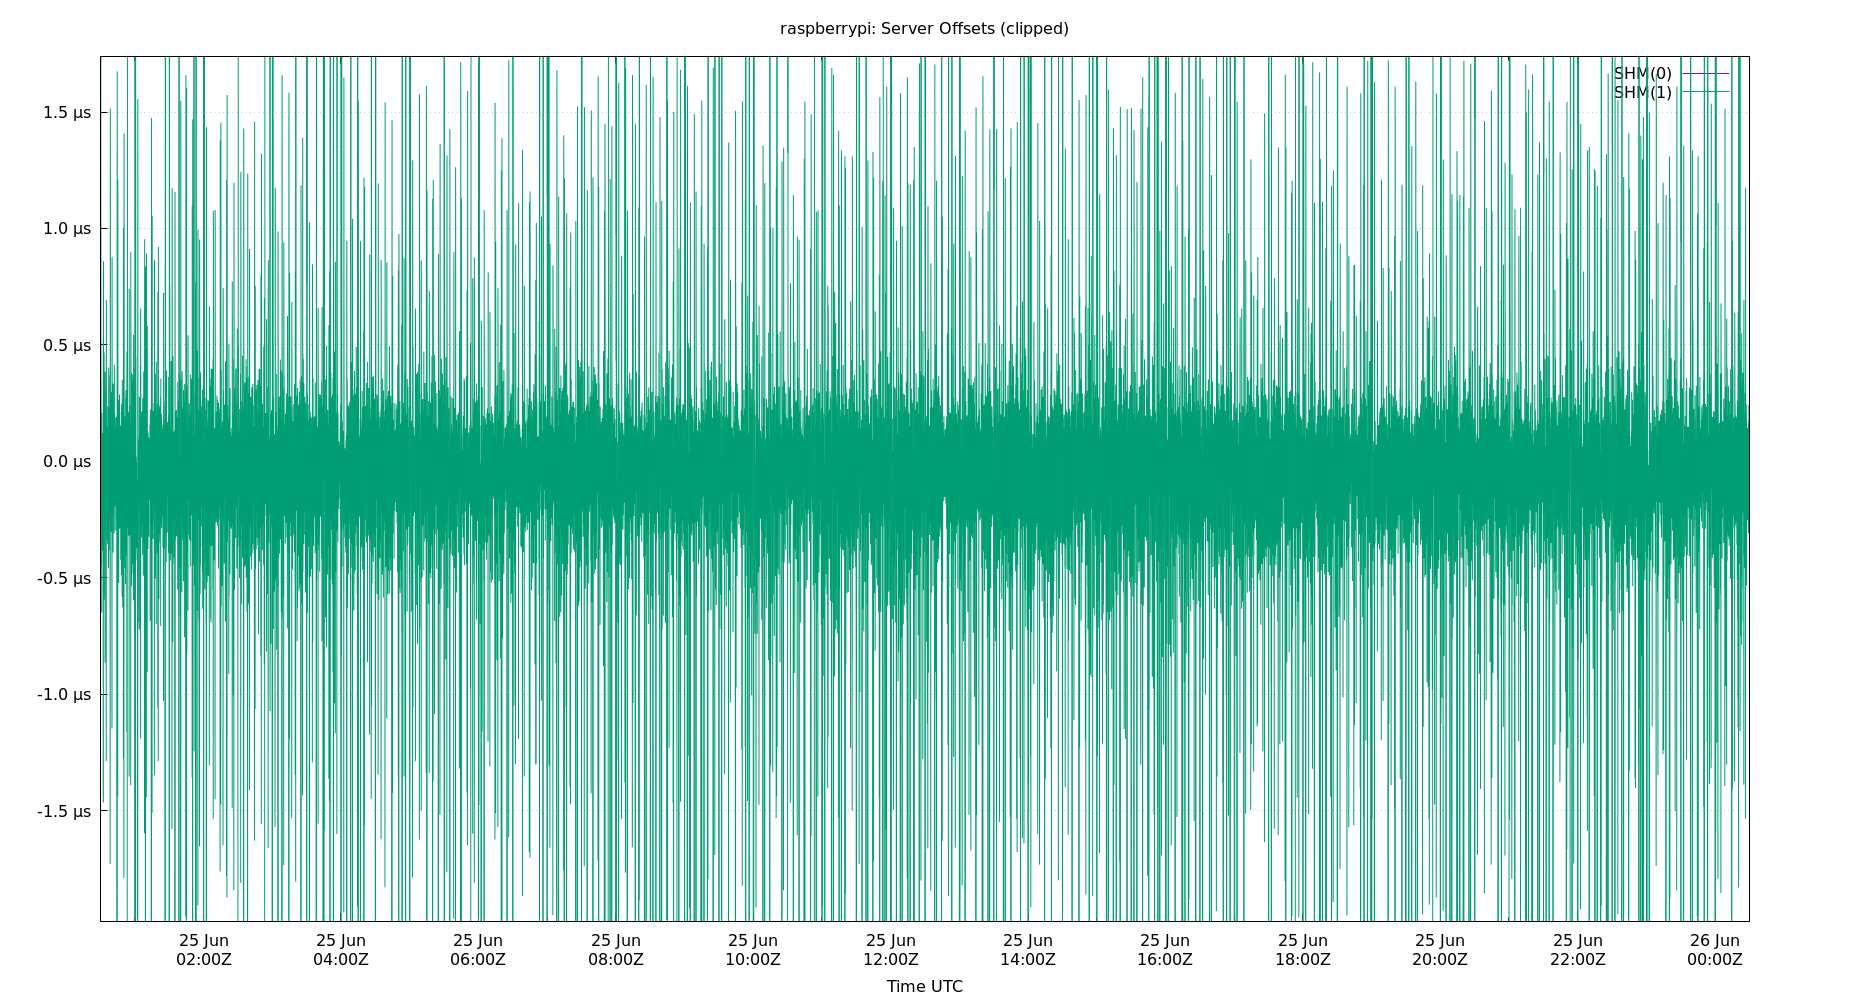 raspberrypi: Server Offsets (clipped)
SHM(0)
SHM(1)
1.5 µs
1.0 µs
0.5 µs
0.0 µs
-0.5 µs
-1.0 µs
-1.5 µs
25 Jun 25 Jun 25 Jun 25 Jun 25 Jun 25 Jun 25 Jun 25 Jun 25 Jun 25 Jun 25 Jun 26 Jun
02:00Z 04:00Z 06:00Z 08:00Z 10:00Z 12:00Z 14:00Z 16:00Z 18:00Z 20:00Z 22:00Z 00:00Z
Time UTC